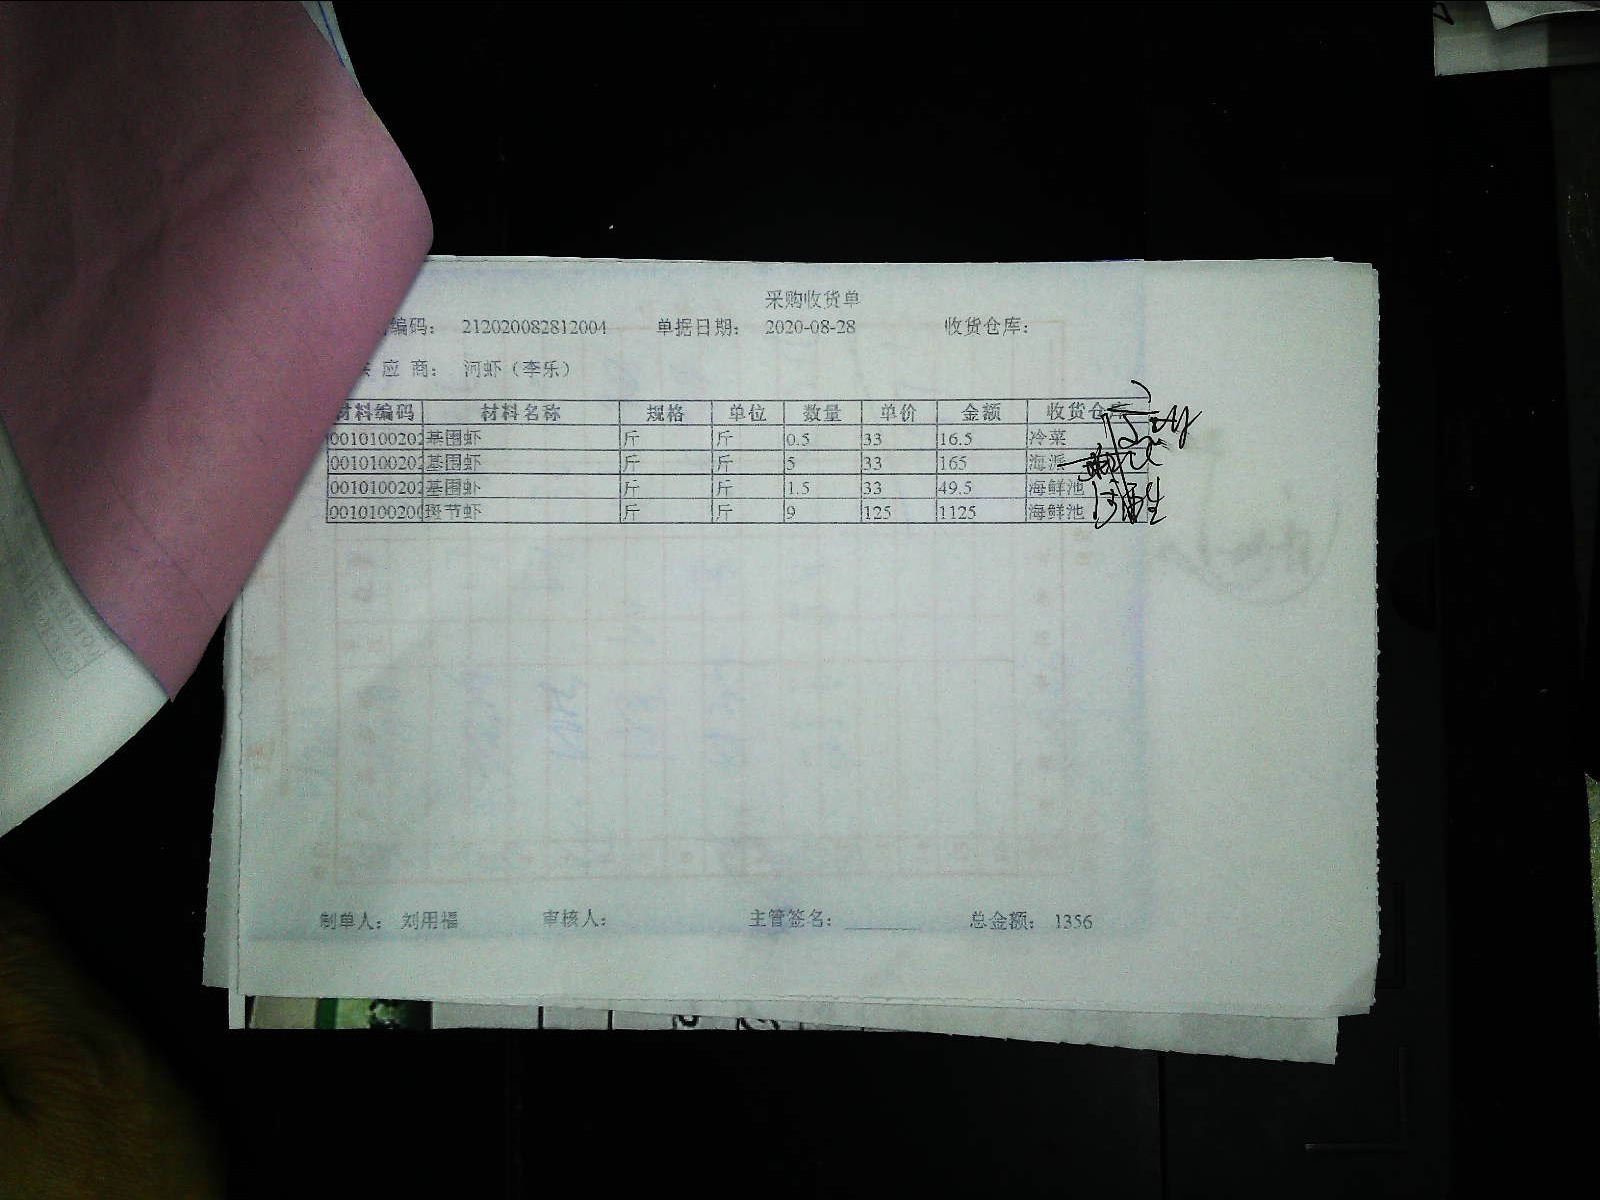 采购收货单
编码： 212020082812004 单据日期： 2020-08-28 收货仓库：
应 商： 河虾（李乐）
材料编码 材料名称 规格 单位 数量 单价 金额 收货仓库
0010100202 基围虾 斤 斤 0.5 33 16.5 冷菜
0010100202 基围虾 斤 斤 5 33 165 海派
0010100202 基围虾 斤 斤 1.5 33 49.5 海鲜池
0010100200 斑节虾 斤 斤 9 125 1125 海鲜池
制单人： 刘用福 审核人： 主管签名： ________ 总金额： 1356